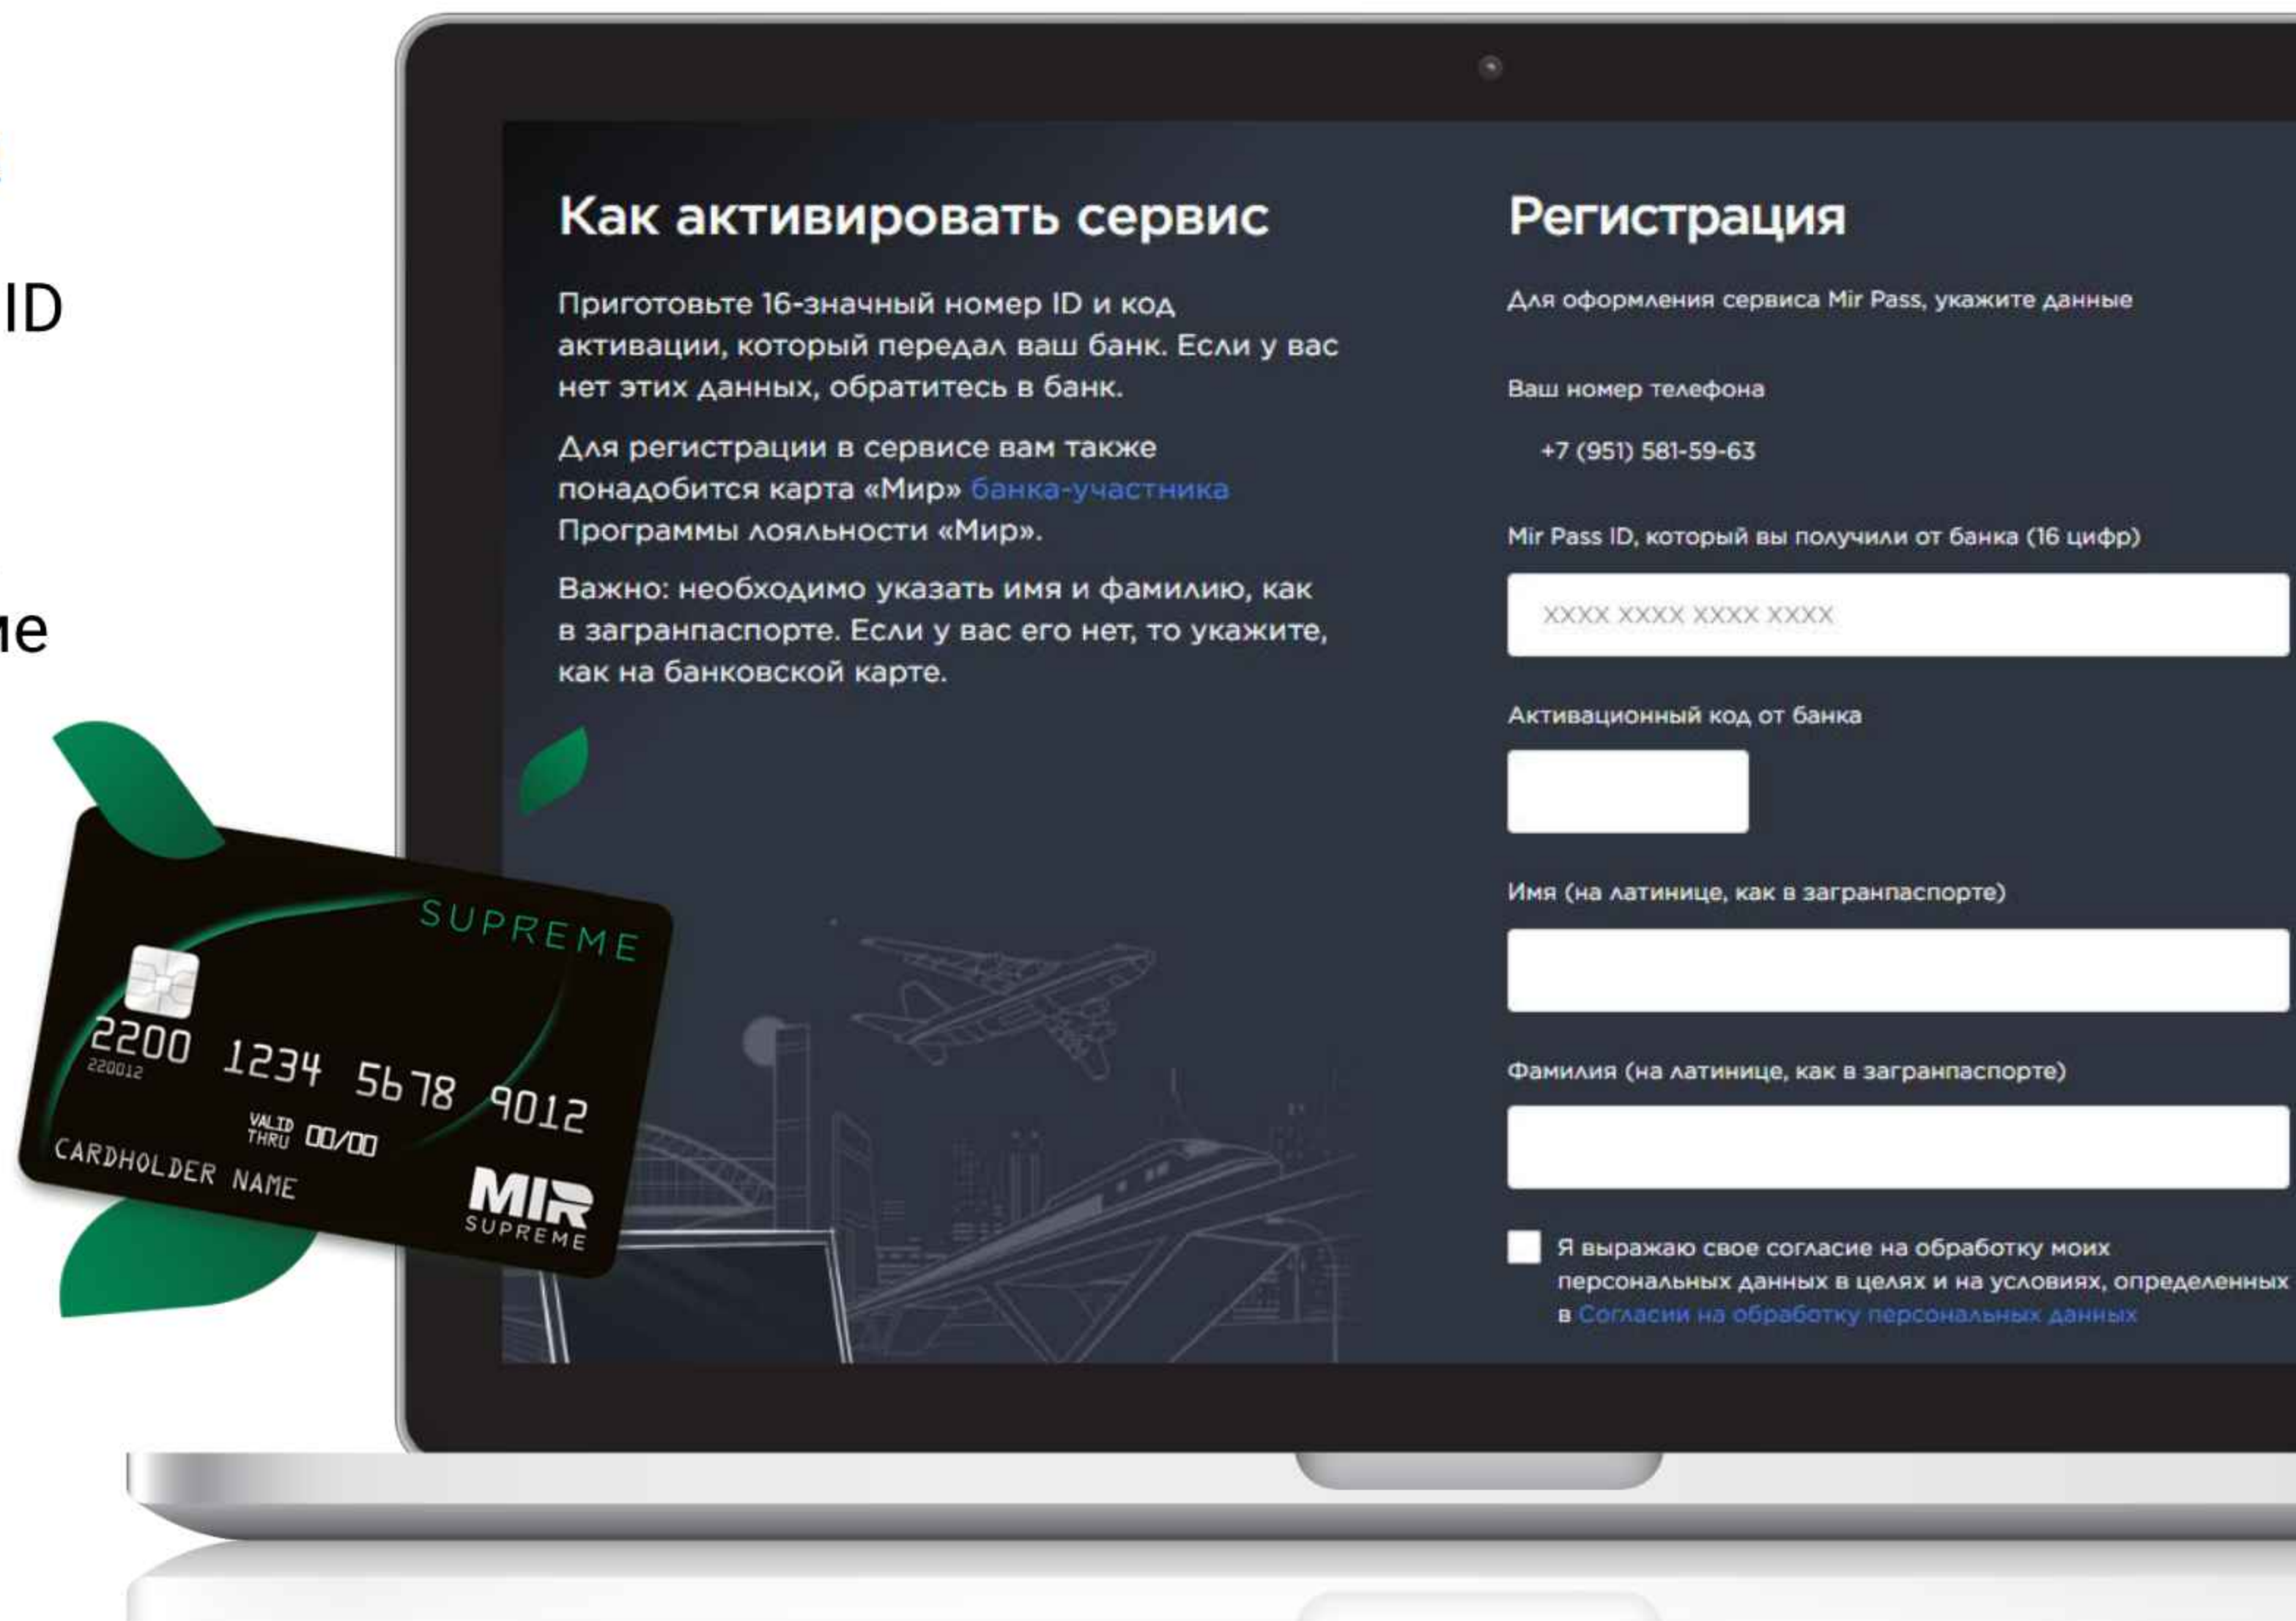 ID
ие
Как активировать сервис
Приготовьте 16-значный номер ID и код
активации, который передал ваш банк. Если у вас
нет этих данных, обратитесь в банк.
Для регистрации в сервисе вам также
понадобится карта «Мир» банка-участника
Программы лояльности «Мир».
Важно: необходимо указать имя и фамилию, как
в загранпаспорте. Если у вас его нет, то укажите,
как на банковской карте.
Регистрация
Для оформления сервиса Mir Pass, укажите данные
Ваш номер телефона
+7 (951) 581-59-63
Mir Pass ID, который вы получили от банка (16 цифр)
XXXX XXXX XXXX XXXX
Активационный код от банка
Имя (на латинице, как в загранпаспорте)
Фамилия (на латинице, как в загранпаспорте)
Я выражаю свое согласие на обработку моих
персональных данных в целях и на условиях, определенных
в Согласии на обработку персональных данных
SUPREME
2200 1234 5678 9012
220012
VALID
THRU 00/00
CARDHOLDER NAME
MIR
SUPREME